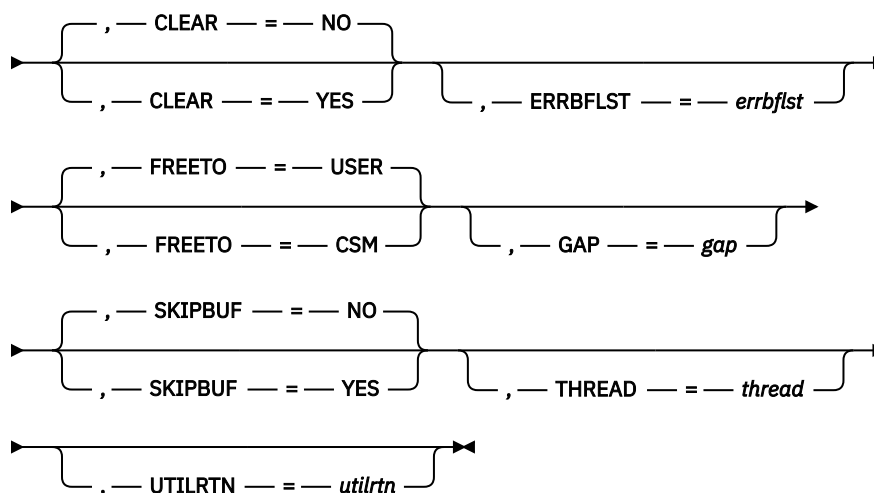 , CLEAR = NO
, CLEAR = YES
, ERRBFLST = errbflst
, FREETO = USER
, FREETO = CSM
, GAP = gap
, SKIPBUF = NO
, SKIPBUF = YES
, THREAD = thread
, UTILRTN = utilrtn